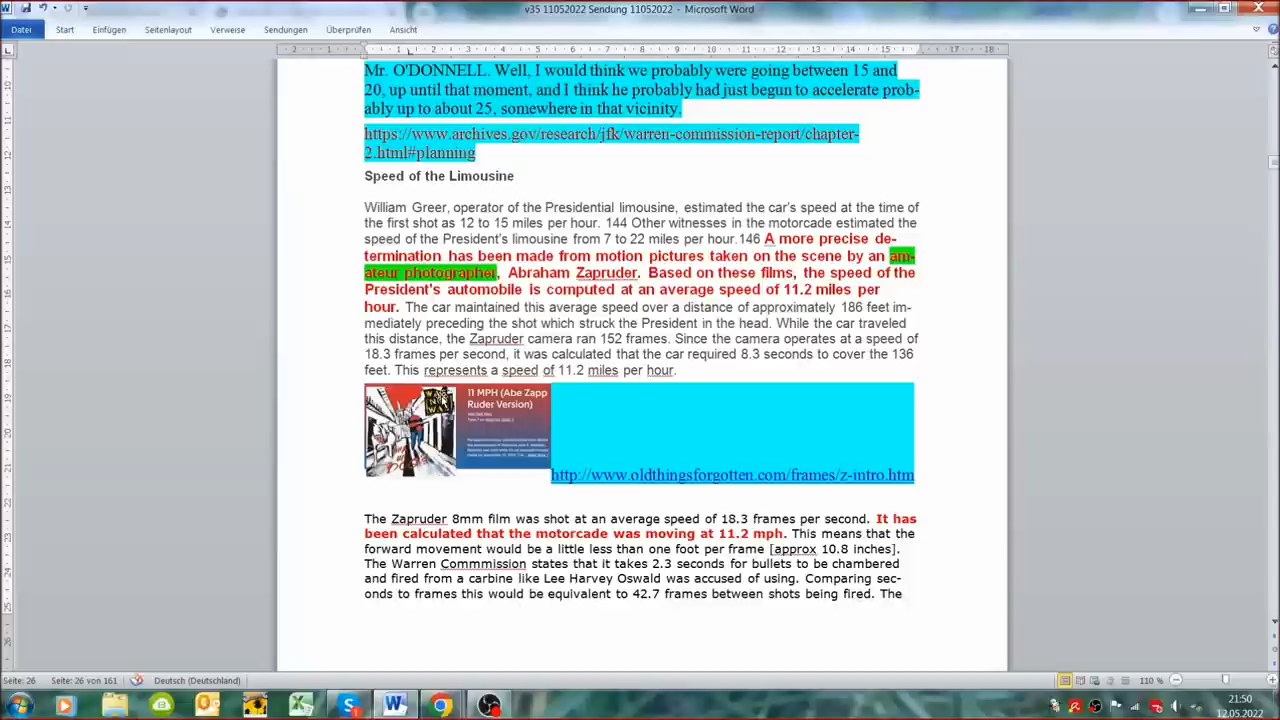 v35 11052022 Sendung 11052022 - Microsoft Word
Datei Start Einfügen Seitenlayout Verweise Sendungen Überprüfen Ansicht
Mr. O'DONNELL. Well, I would think we probably were going between 15 and
20, up until that moment, and I think he probably had just begun to accelerate prob-
ably up to about 25, somewhere in that vicinity.
https://www.archives.gov/research/jfk/warren-commission-report/chapter-
2.html#planning
Speed of the Limousine
William Greer, operator of the Presidential limousine, estimated the car's speed at the time of
the first shot as 12 to 15 miles per hour. 144 Other witnesses in the motorcade estimated the
speed of the President's limousine from 7 to 22 miles per hour.146 A more precise de-
termination has been made from motion pictures taken on the scene by an am-
ateur photographer, Abraham Zapruder. Based on these films, the speed of the
President's automobile is computed at an average speed of 11.2 miles per
hour. The car maintained this average speed over a distance of approximately 186 feet im-
mediately preceding the shot which struck the President in the head. While the car traveled
this distance, the Zapruder camera ran 152 frames. Since the camera operates at a speed of
18.3 frames per second, it was calculated that the car required 8.3 seconds to cover the 136
feet. This represents a speed of 11.2 miles per hour.
11 MPH (Abe Zapp
Ruder Version)
http://www.oldthingsforgotten.com/frames/z-intro.htm
The Zapruder 8mm film was shot at an average speed of 18.3 frames per second. It has
been calculated that the motorcade was moving at 11.2 mph. This means that the
forward movement would be a little less than one foot per frame [approx 10.8 inches].
The Warren Commmission states that it takes 2.3 seconds for bullets to be chambered
and fired from a carbine like Lee Harvey Oswald was accused of using. Comparing sec-
onds to frames this would be equivalent to 42.7 frames between shots being fired. The
Seite: 26 Seite: 26 von 161 Deutsch (Deutschland) 110 %
21:50
12.05.2022